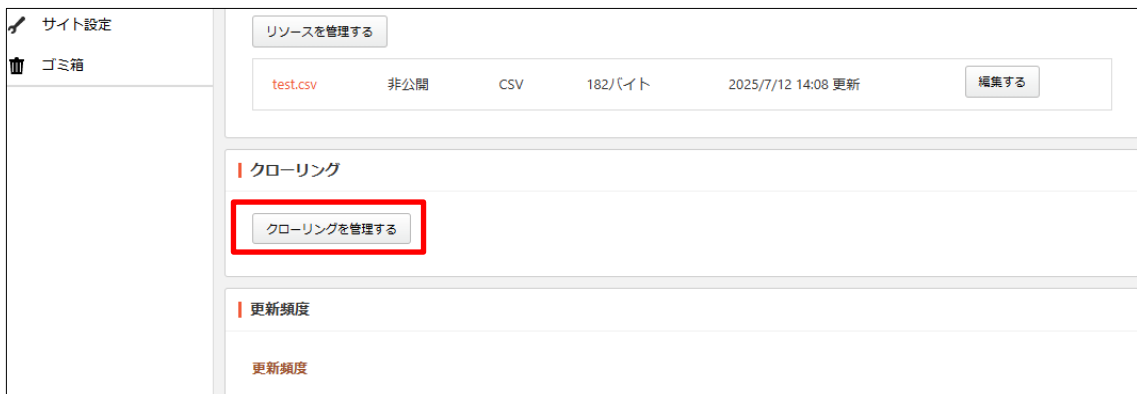 サイト設定
ゴミ箱
リソースを管理する
test.csv 非公開 CSV 182バイト 2025/7/12 14:08 更新 編集する
クローリング
クローリングを管理する
更新頻度
更新頻度